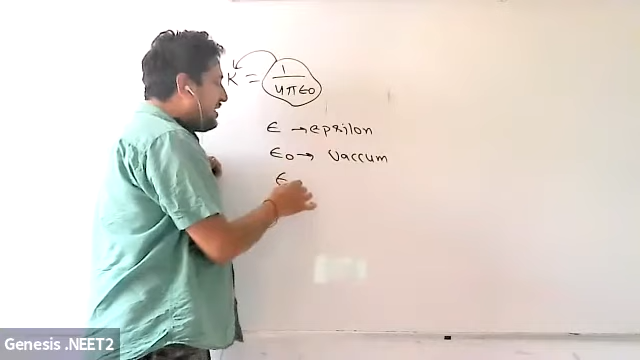 K = 1/4πϵ0
ϵ → epsilon
ϵ0 → vaccum
ϵ
Genesis .NEET2